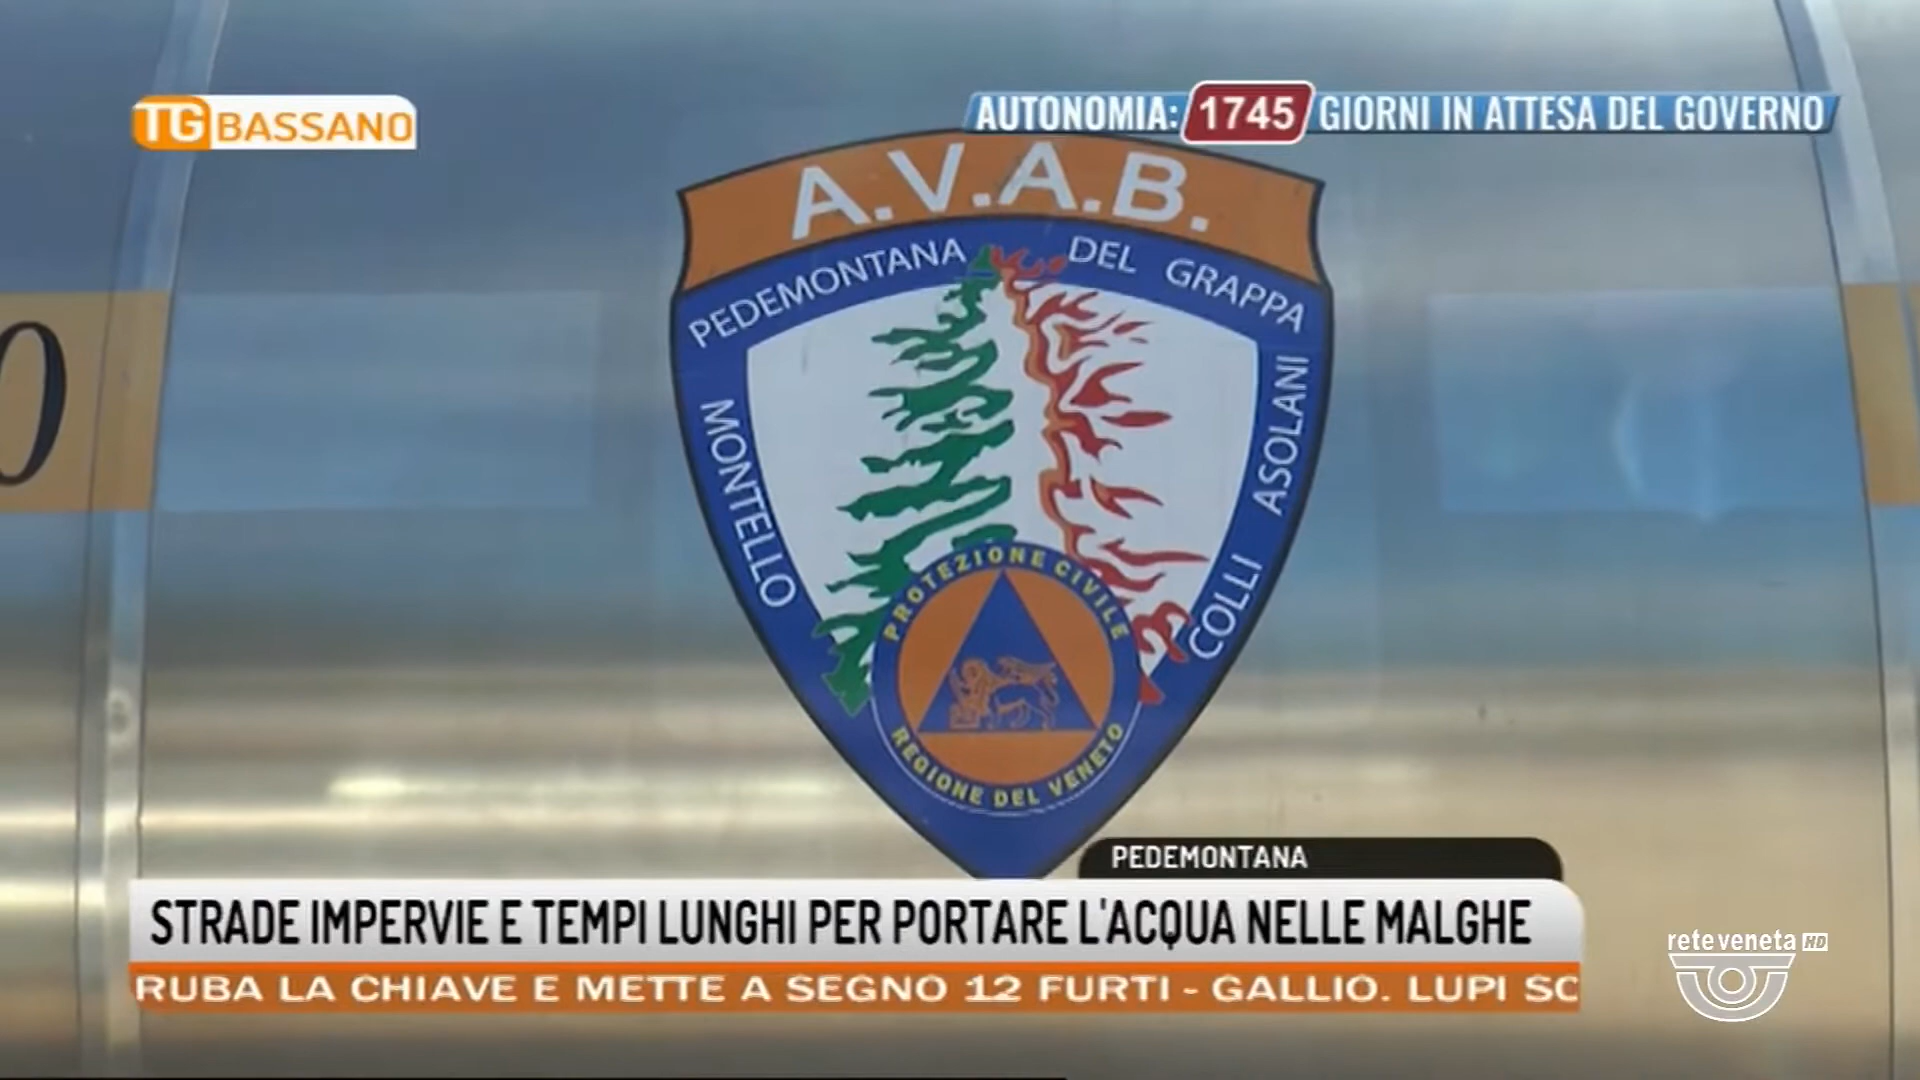 TG BASSANO
AUTONOMIA: 1745 GIORNI IN ATTESA DEL GOVERNO
A.V.A.B.
PEDEMONTANA DEL GRAPPA
MONTELLO
COLLI ASOLANI
PROTEZIONE CIVILE
REGIONE DEL VENETO
0
PEDEMONTANA
STRADE IMPERVIE E TEMPI LUNGHI PER PORTARE L'ACQUA NELLE MALGHE
RUBA LA CHIAVE E METTE A SEGNO 12 FURTI - GALLIO. LUPI SC
reteveneta HD